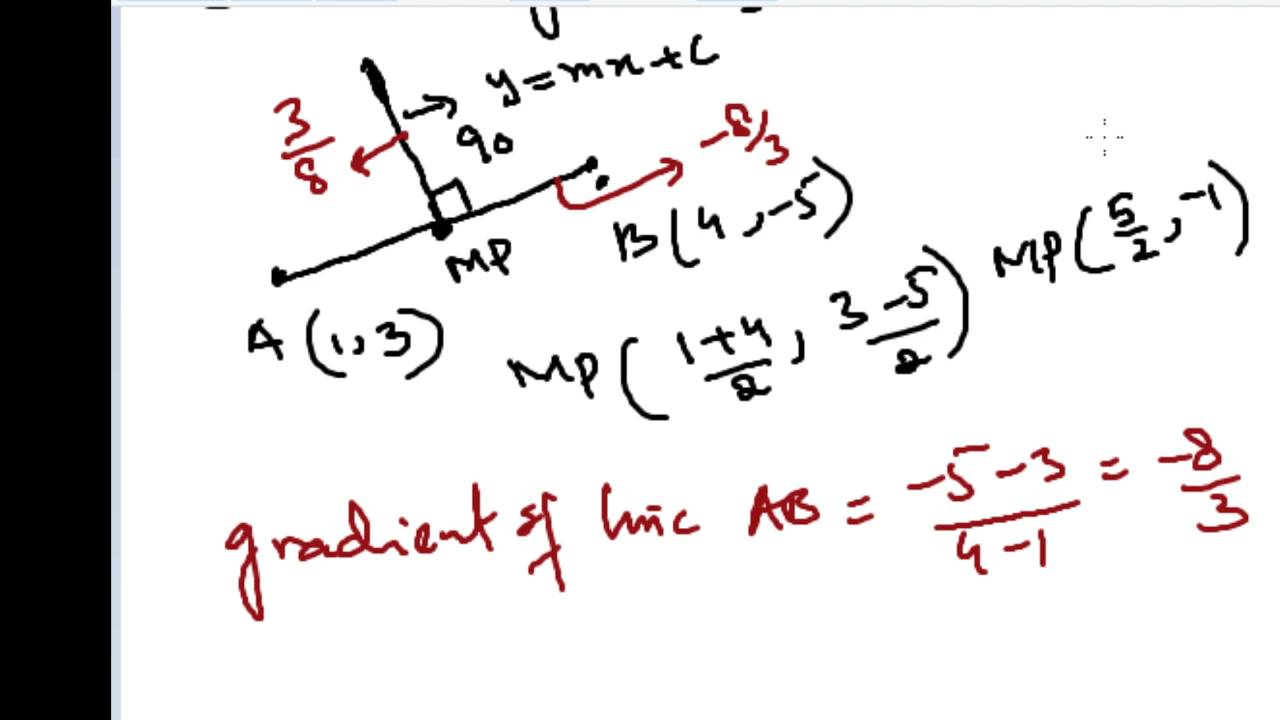 y=mx+c
3/8
90
-8/3
B(4,-5)
MP(5/2,-1)
MP
A(1,3)
MP(1+4/2, 3-5/2)
gradient of line AB = -5-3/4-1 = -8/3